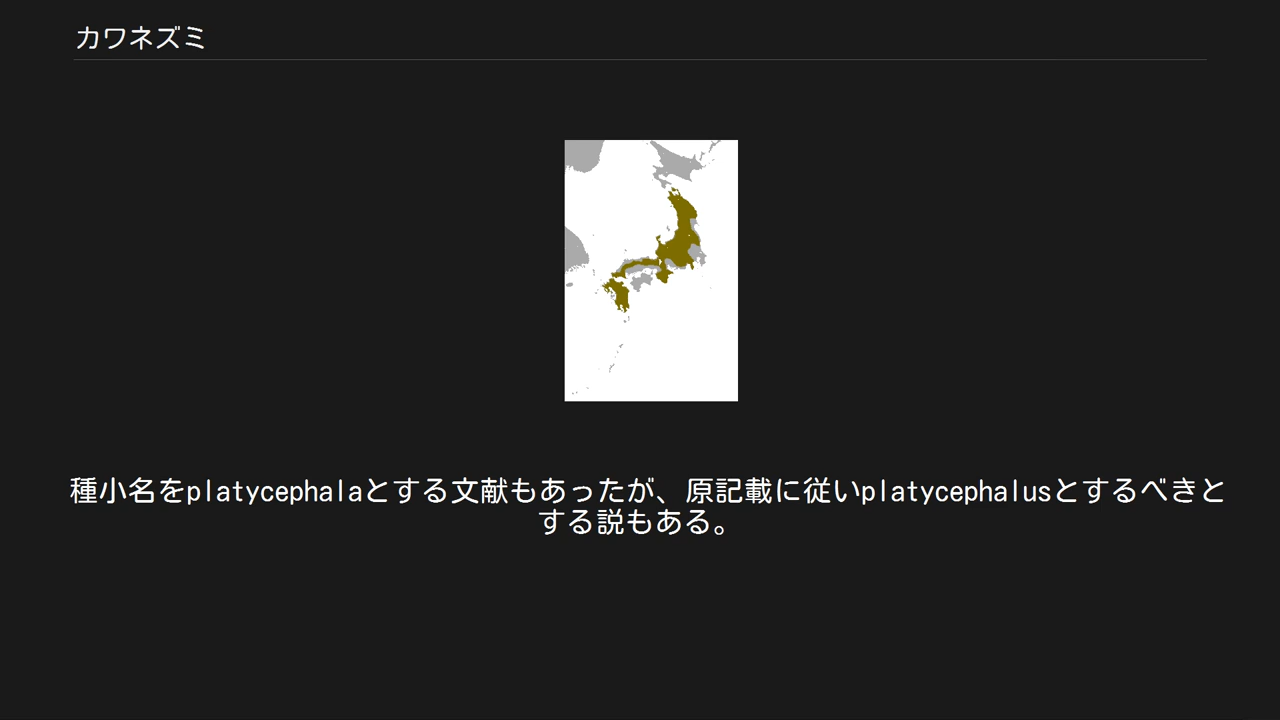 カワネズミ
種小名をplatycephalaとする文献もあったが、原記載に従いplatycephalusとするべきと
する説もある。